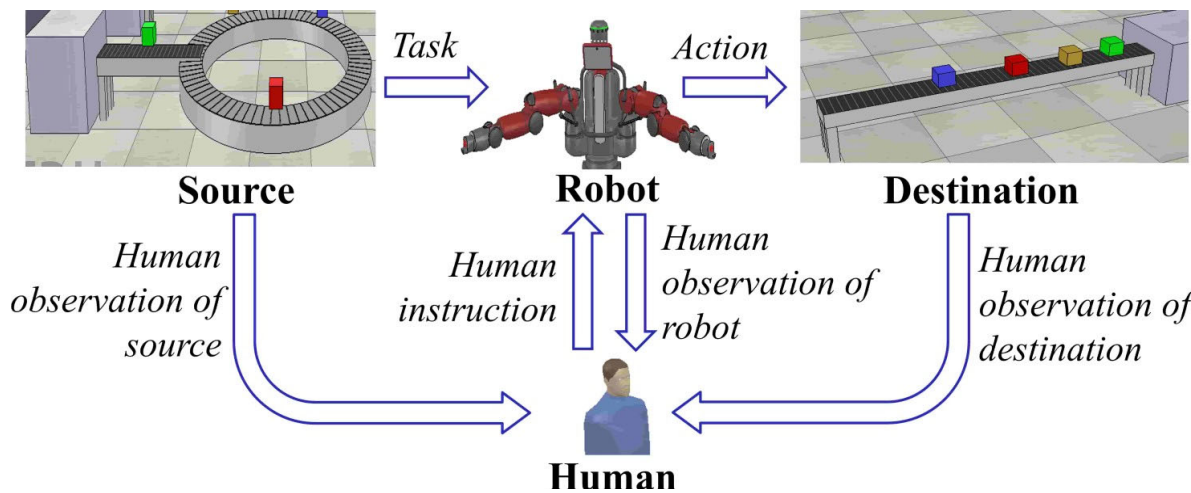 Task
Action
Source
Robot
Destination
Human
observation of
source
Human
instruction
Human
observation of
robot
Human
observation of
destination
Human